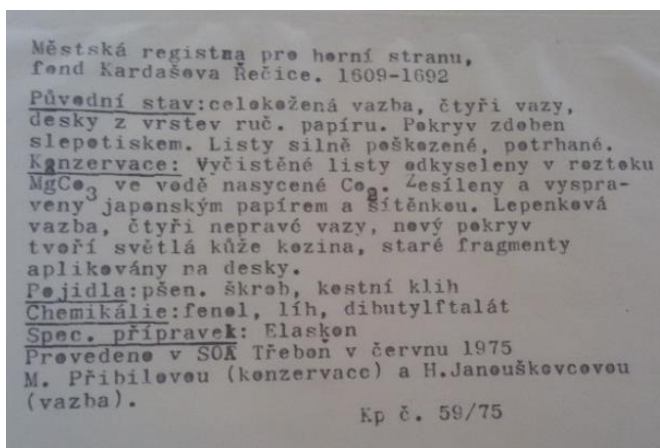 Městská registna pro horní stranu,
fond Kardašova Řečice. 1609-1692
Původní stav:celokožená vazba, čtyři vazy,
desky z vrstev ruč. papíru. Pokryv zdoben
slepotiskem. Listy silně poškozené, potrhané.
Konzervace: Vyčistěné listy odkyseleny v roztoku
MgCo3 ve vodě nasycené Co2. Zesíleny a vyspra-
veny japonským papírem a šítěnkou. Lepenková
vazba, čtyři nepravé vazy, nový pokryv
tvoří světlá kůže kozina, staré fragmenty
aplikovány na desky.
Pojidla:pšen. škrob, kostní klih
Chemikálie:fenol, líh, dibutylftalát
Spec. přípravek: Elaskon
Provedeno v SOA Třeboň v červnu 1975
M. Přibilovou (konzervace) a H.Janouškovcovou
(vazba).
Kp č. 59/75